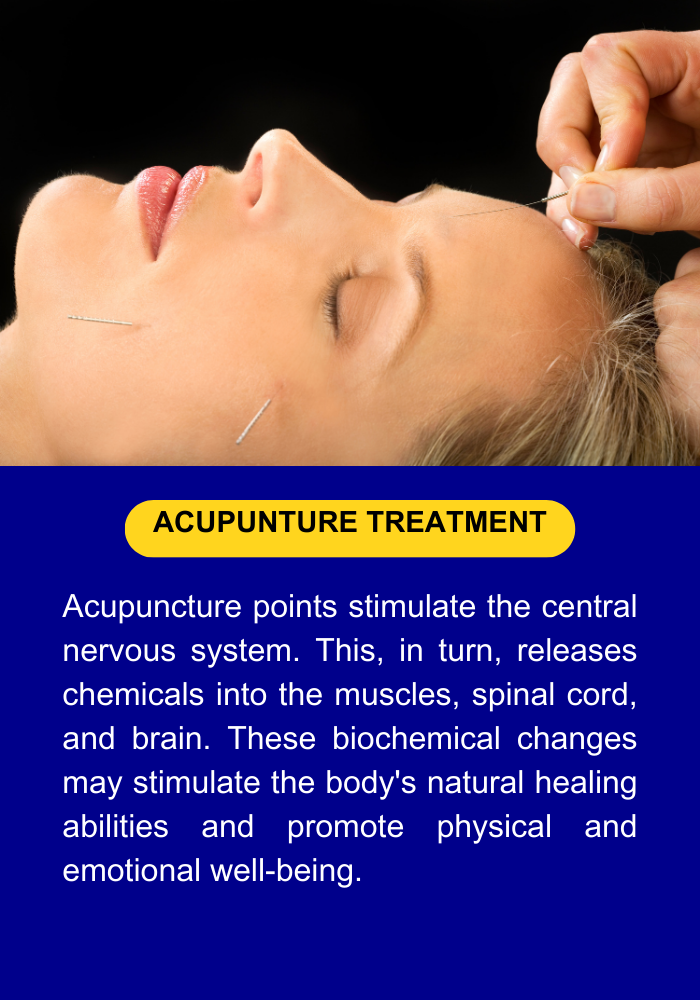 ACUPUNTURE TREATMENT
Acupuncture points stimulate the central
nervous system. This, in turn, releases
chemicals into the muscles, spinal cord,
and brain. These biochemical changes
may stimulate the body's natural healing
abilities and promote physical and
emotional well-being.